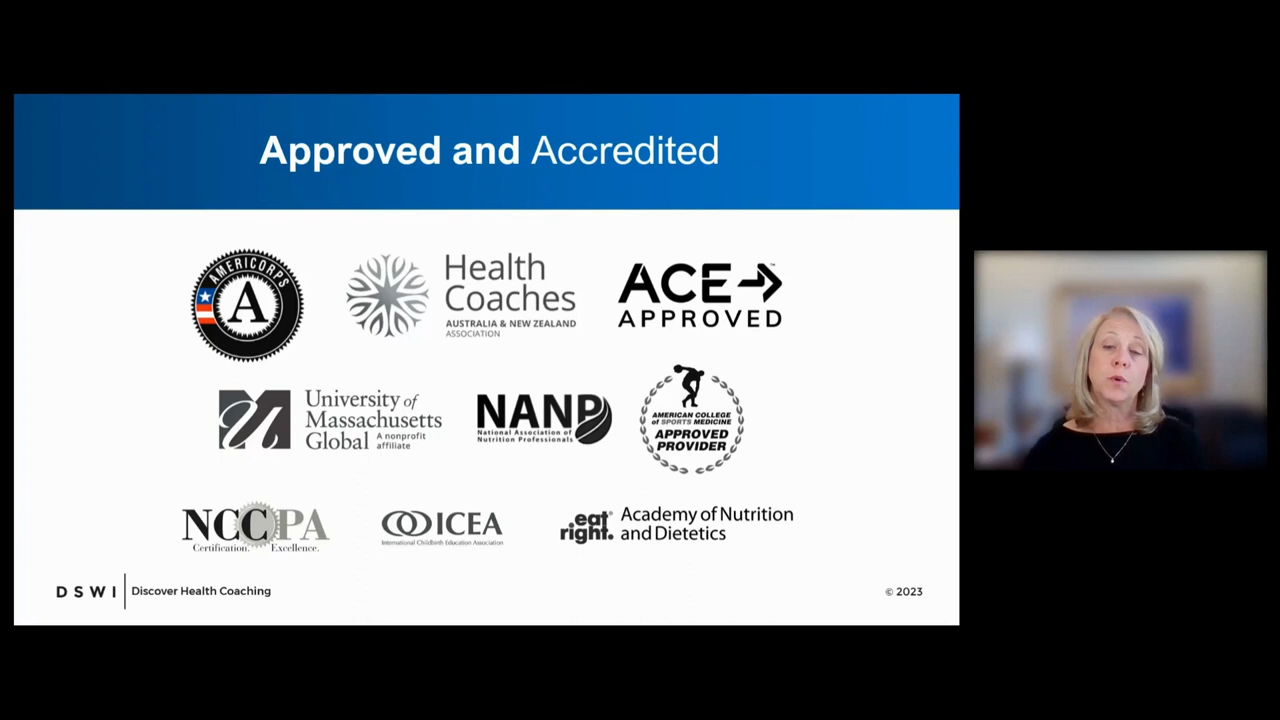 Approved and Accredited
AMERICORPS
A
Health
Coaches
AUSTRALIA & NEW ZEALAND
ASSOCIATION
ACE ™
APPROVED
University of
Massachusetts
Global A nonprofit
affiliate
NANP
National Association of
Nutrition Professionals
AMERICAN COLLEGE
of SPORTS MEDICINE
APPROVED
PROVIDER
NCCPA
Certification. Excellence.
ICEA
International Childbirth Education Association
eat
right.
Academy of Nutrition
and Dietetics
DSWI Discover Health Coaching
© 2023